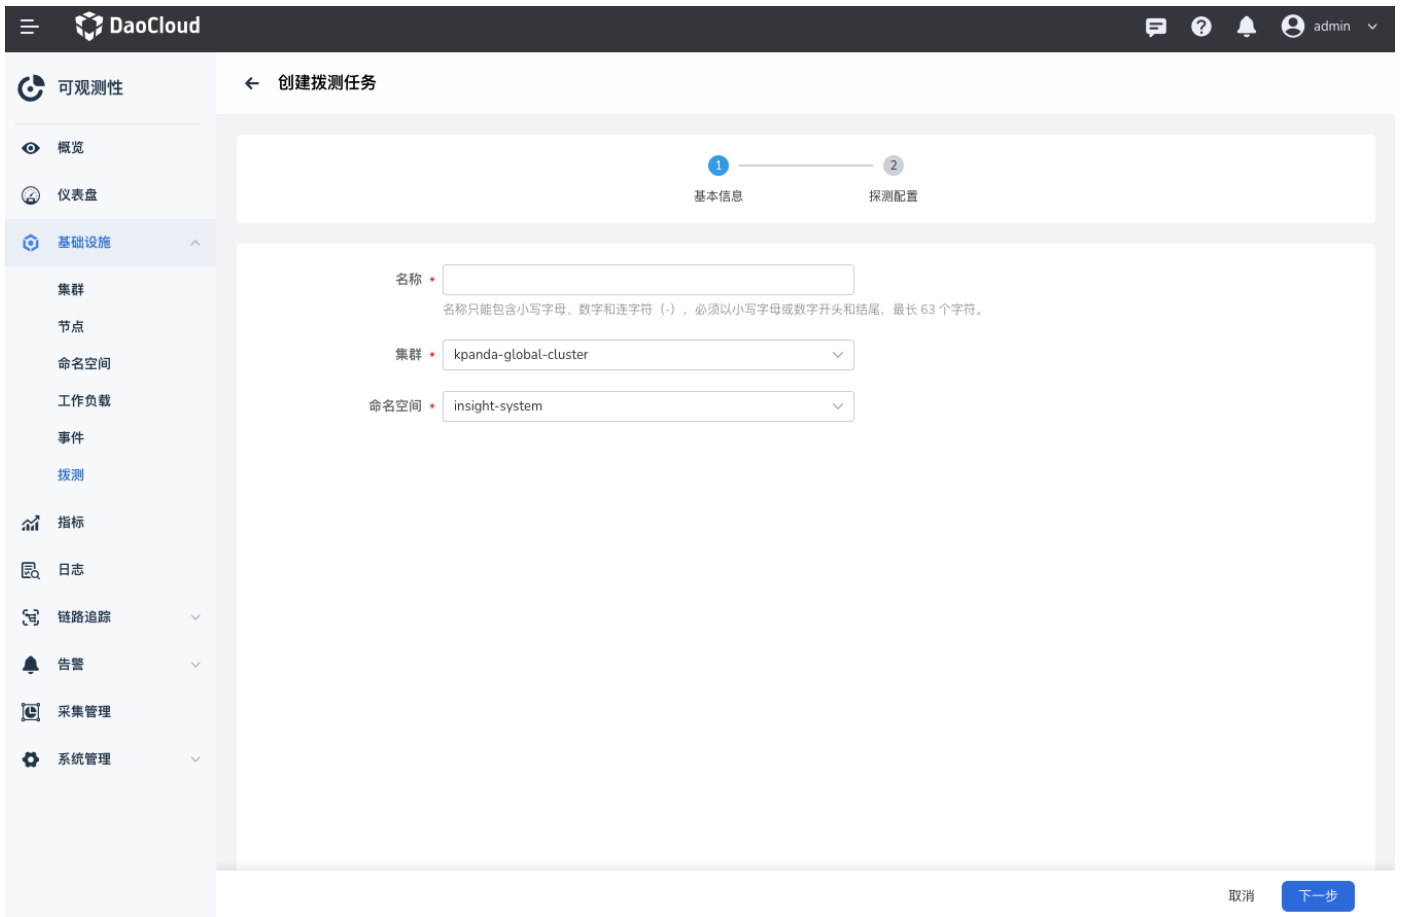 DaoCloud
admin
可观测性
概览
仪表盘
基础设施
集群
节点
命名空间
工作负载
事件
拨测
指标
日志
链路追踪
告警
采集管理
系统管理
创建拨测任务
1
2
基本信息
探测配置
名称 *
名称只能包含小写字母、数字和连字符（-），必须以小写字母或数字开头和结尾，最长 63 个字符。
集群 * kpanda-global-cluster
命名空间 * insight-system
取消
下一步